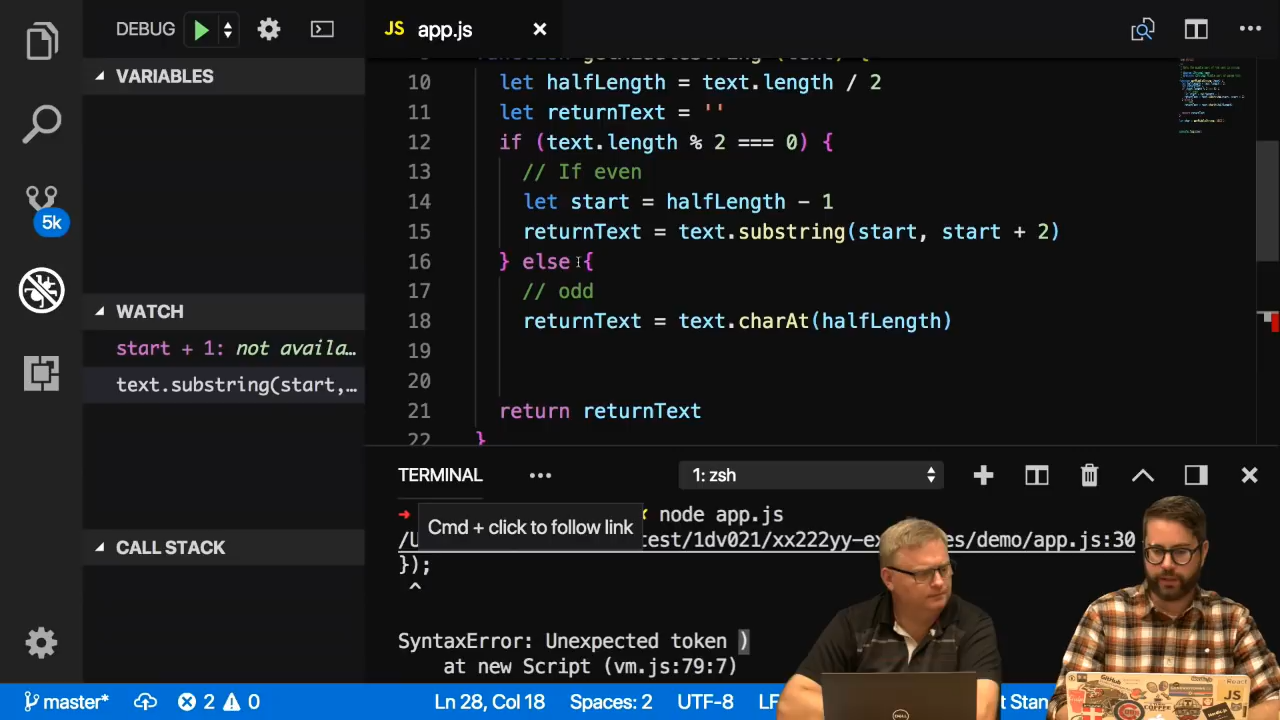 DEBUG
JS app.js
VARIABLES
WATCH
start + 1: not availa…
text.substring(start,…
CALL STACK
5k
10 let halfLength = text.length / 2
11 let returnText = ''
12 if (text.length % 2 === 0) {
13 // If even
14 let start = halfLength - 1
15 returnText = text.substring(start, start + 2)
16 } else {
17 // odd
18 returnText = text.charAt(halfLength)
19
20
21 return returnText
22 }
TERMINAL
1: zsh
node app.js
Cmd + click to follow link
test/1dv021/xx222yy-ex es/demo/app.js:30
});
^
SyntaxError: Unexpected token )
at new Script (vm.js:79:7)
master* 2 0 Ln 28, Col 18 Spaces: 2 UTF-8 LF
DELL
GitHub
React
JS